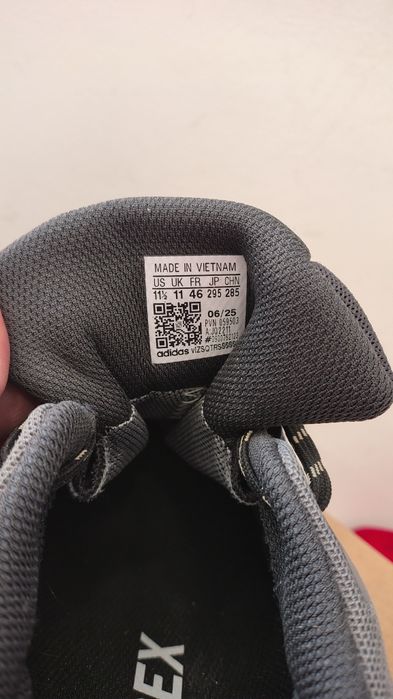 MADE IN VIETNAM
US UK FR JP CHN
11½ 11 46 295 285
06/25
PVN 059503
adidas
EX